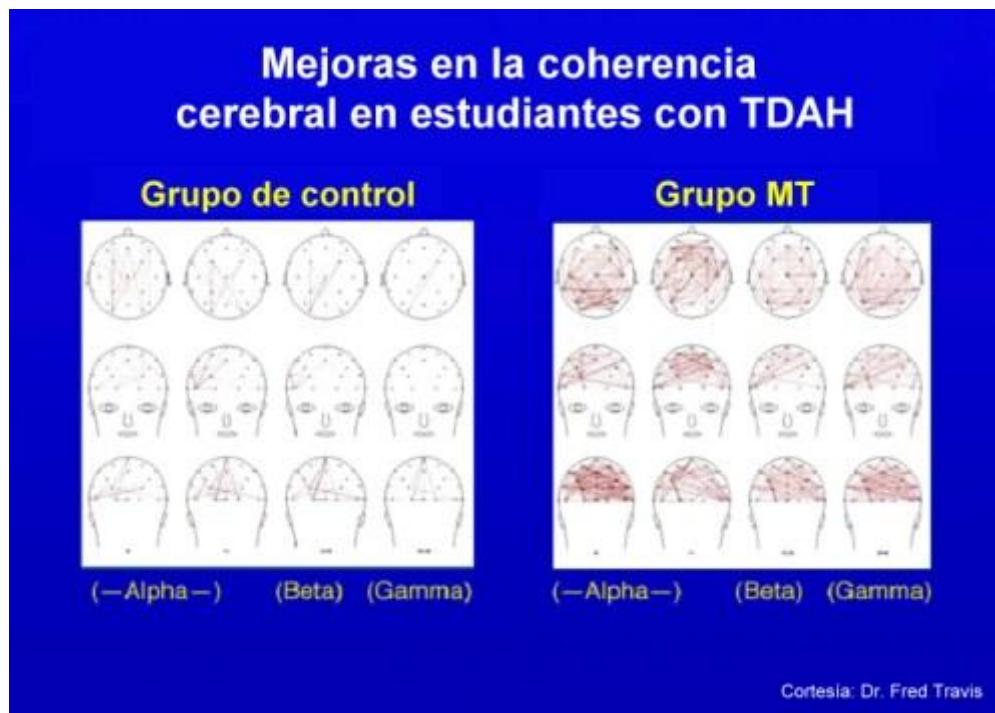 Mejoras en la coherencia
cerebral en estudiantes con TDAH
Grupo de control
Grupo MT
(—Alpha—) (Beta) (Gamma)
(—Alpha—) (Beta) (Gamma)
Cortesía: Dr. Fred Travis